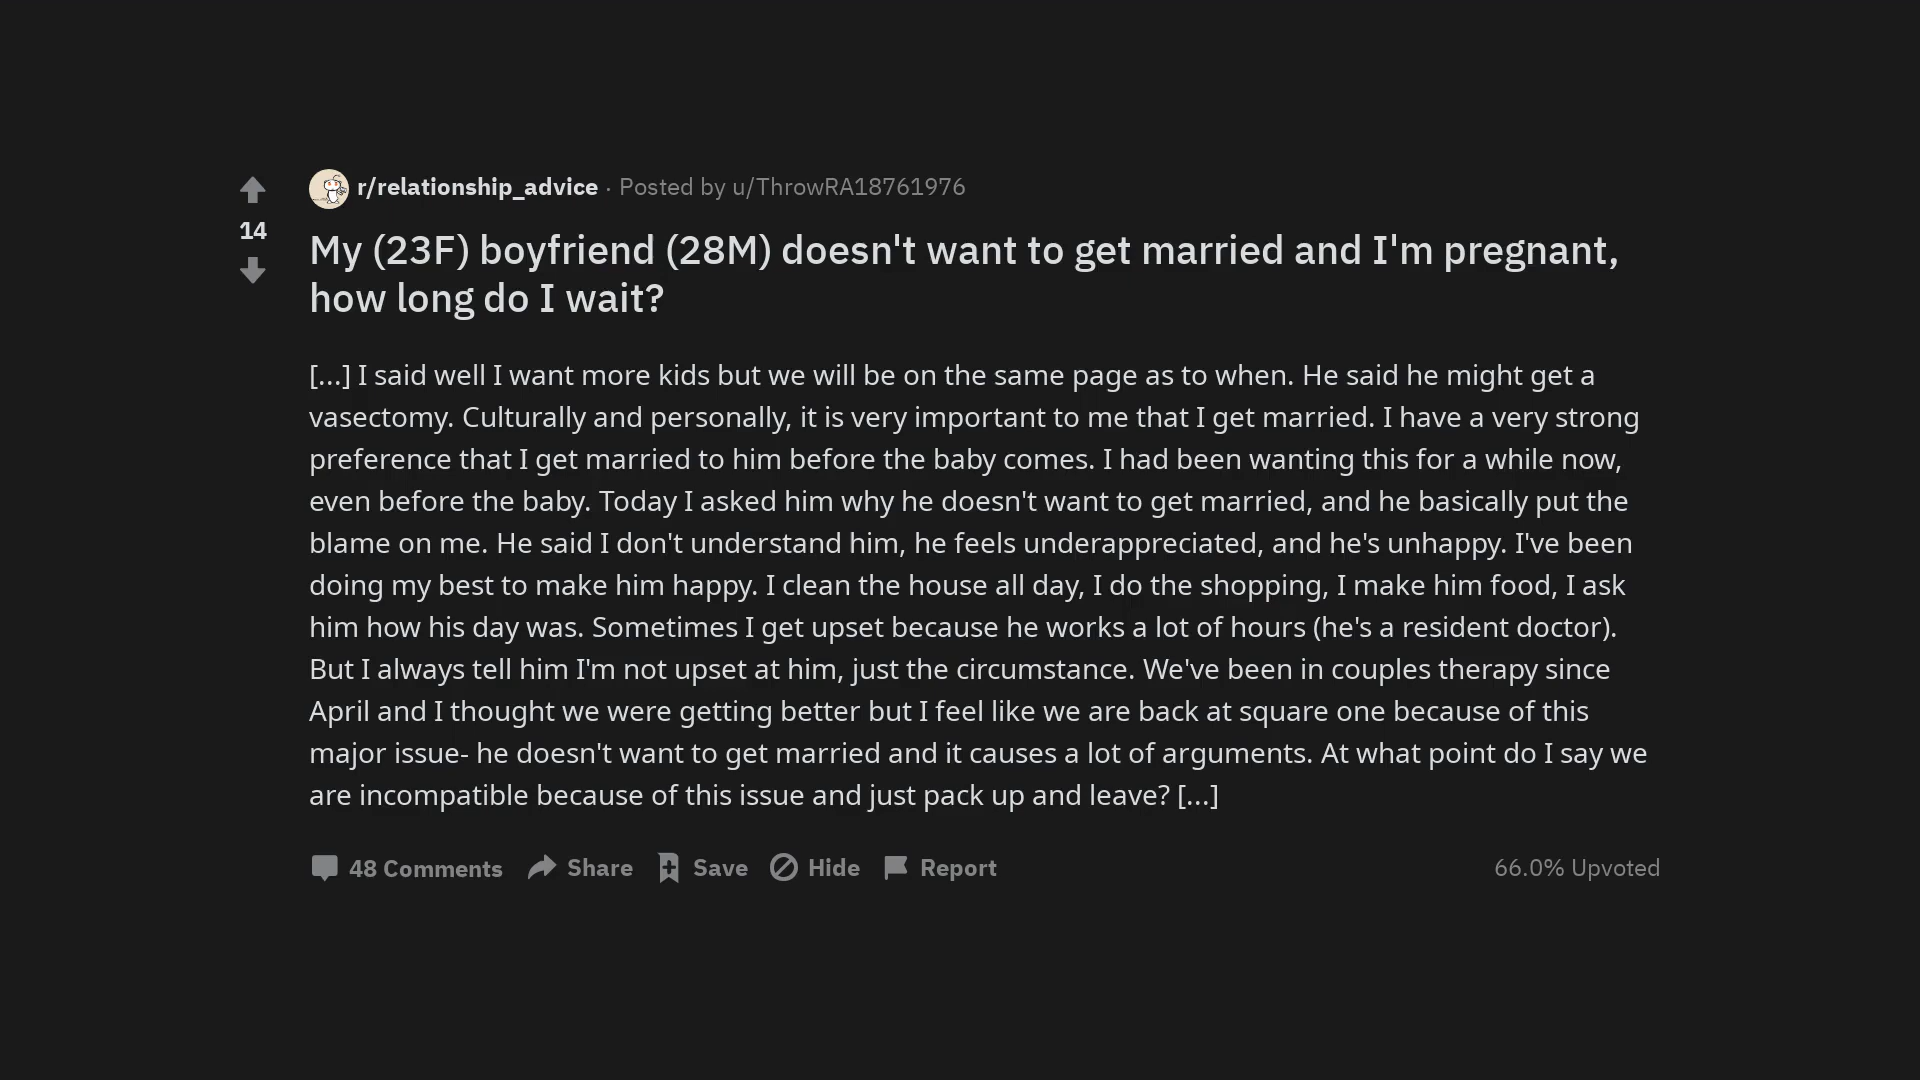 r/relationship_advice · Posted by u/ThrowRA18761976
14
My (23F) boyfriend (28M) doesn't want to get married and I'm pregnant,
how long do I wait?
[...] I said well I want more kids but we will be on the same page as to when. He said he might get a
vasectomy. Culturally and personally, it is very important to me that I get married. I have a very strong
preference that I get married to him before the baby comes. I had been wanting this for a while now,
even before the baby. Today I asked him why he doesn't want to get married, and he basically put the
blame on me. He said I don't understand him, he feels underappreciated, and he's unhappy. I've been
doing my best to make him happy. I clean the house all day, I do the shopping, I make him food, I ask
him how his day was. Sometimes I get upset because he works a lot of hours (he's a resident doctor).
But I always tell him I'm not upset at him, just the circumstance. We've been in couples therapy since
April and I thought we were getting better but I feel like we are back at square one because of this
major issue- he doesn't want to get married and it causes a lot of arguments. At what point do I say we
are incompatible because of this issue and just pack up and leave? [...]
48 Comments Share Save Hide Report 66.0% Upvoted